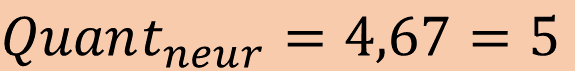 Quant_neur = 4,67 = 5